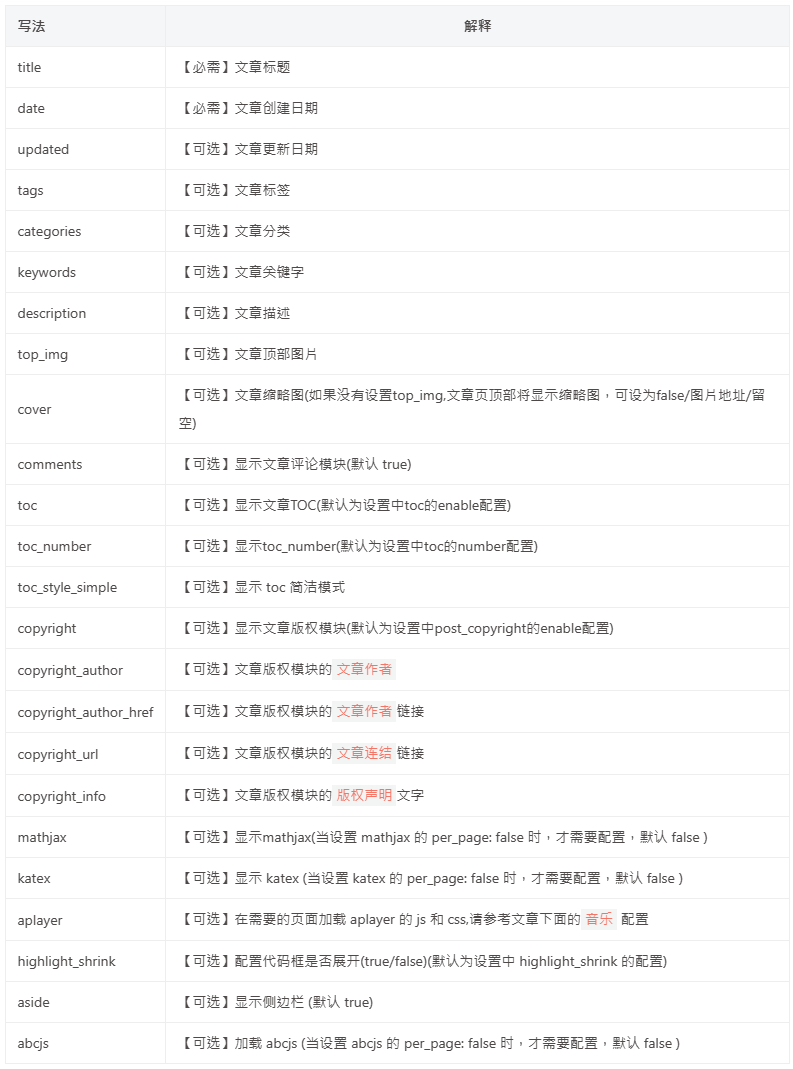 写法 解释
title 【必需】文章标题
date 【必需】文章创建日期
updated 【可选】文章更新日期
tags 【可选】文章标签
categories 【可选】文章分类
keywords 【可选】文章关键字
description 【可选】文章描述
top_img 【可选】文章顶部图片
cover 【可选】文章缩略图(如果没有设置top_img,文章页顶部将显示缩略图，可设为false/图片地址/留
空)
comments 【可选】显示文章评论模块(默认 true)
toc 【可选】显示文章TOC(默认为设置中toc的enable配置)
toc_number 【可选】显示toc_number(默认为设置中toc的number配置)
toc_style_simple 【可选】显示 toc 简洁模式
copyright 【可选】显示文章版权模块(默认为设置中post_copyright的enable配置)
copyright_author 【可选】文章版权模块的文章作者
copyright_author_href 【可选】文章版权模块的文章作者链接
copyright_url 【可选】文章版权模块的文章连结链接
copyright_info 【可选】文章版权模块的版权声明文字
mathjax 【可选】显示mathjax(当设置 mathjax 的 per_page: false 时，才需要配置，默认 false )
katex 【可选】显示 katex (当设置 katex 的 per_page: false 时，才需要配置，默认 false )
aplayer 【可选】在需要的页面加载 aplayer 的 js 和 css,请参考文章下面的音乐 配置
highlight_shrink 【可选】配置代码框是否展开(true/false)(默认为设置中 highlight_shrink 的配置)
aside 【可选】显示侧边栏 (默认 true)
abcjs 【可选】加载 abcjs (当设置 abcjs 的 per_page: false 时，才需要配置，默认 false )